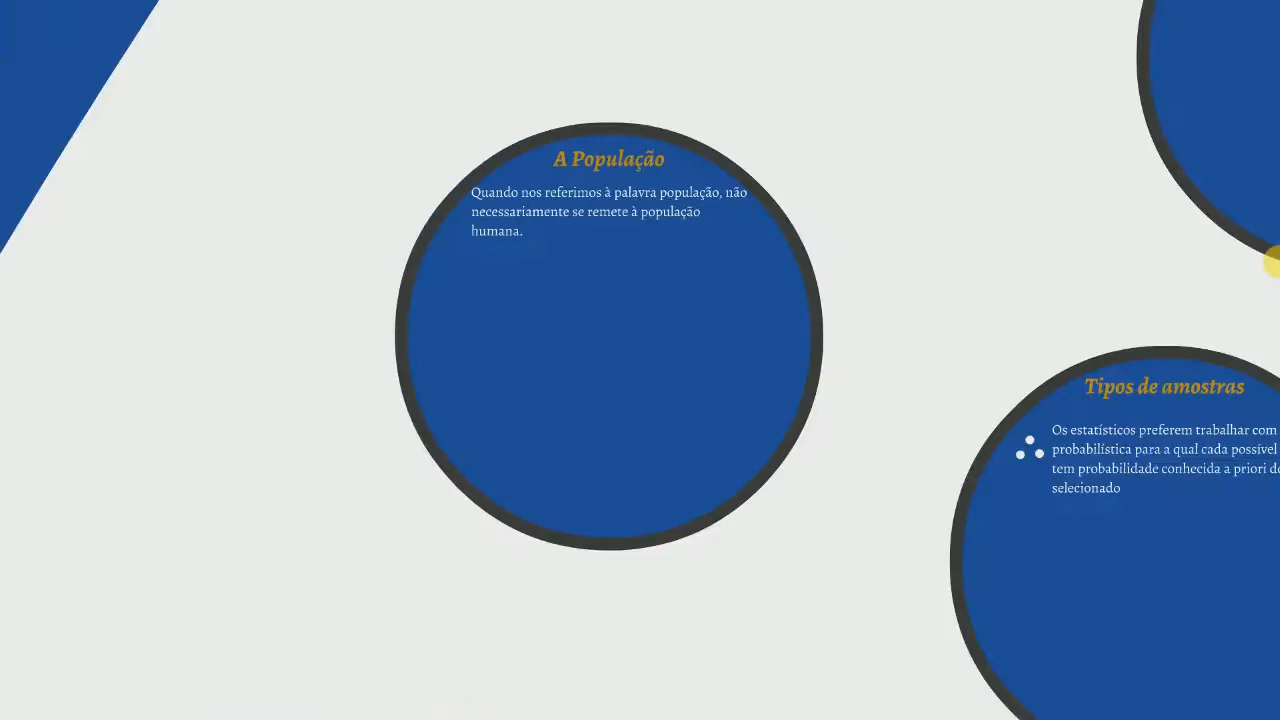 A População
Quando nos referimos à palavra população, não
necessariamente se remete à população
humana.
Tipos de amostras
Os estatísticos preferem trabalhar com
probabilística para a qual cada possível
tem probabilidade conhecida a priori
selecionado